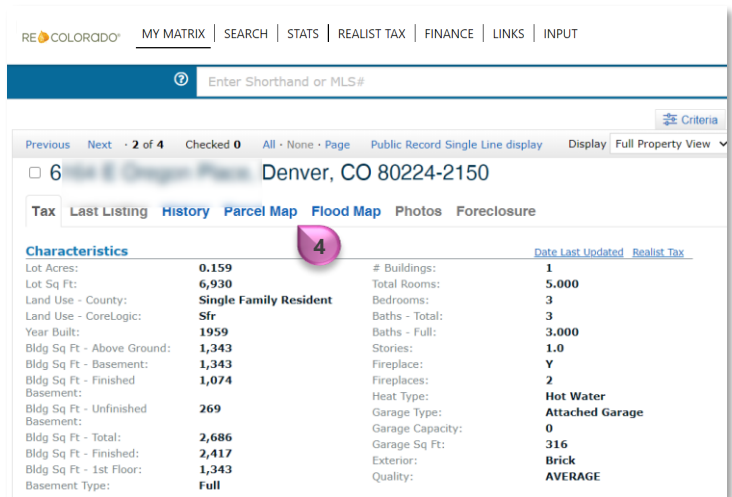 RECOLORADO® MY MATRIX | SEARCH | STATS | REALIST TAX | FINANCE | LINKS | INPUT
? Enter Shorthand or MLS#
Criteria
Previous Next · 2 of 4 Checked 0 All · None · Page Public Record Single Line display Display Full Property View
6 Denver, CO 80224-2150
Tax Last Listing History Parcel Map Flood Map Photos Foreclosure
4
Characteristics Date Last Updated Realist Tax
Lot Acres: 0.159
Lot Sq Ft: 6,930
Land Use - County: Single Family Resident
Land Use - CoreLogic: Sfr
Year Built: 1959
Bldg Sq Ft - Above Ground: 1,343
Bldg Sq Ft - Basement: 1,343
Bldg Sq Ft - Finished 1,074
Basement:
Bldg Sq Ft - Unfinished 269
Basement:
Bldg Sq Ft - Total: 2,686
Bldg Sq Ft - Finished: 2,417
Bldg Sq Ft - 1st Floor: 1,343
Basement Type: Full
# Buildings: 1
Total Rooms: 5.000
Bedrooms: 3
Baths - Total: 3
Baths - Full: 3.000
Stories: 1.0
Fireplace: Y
Fireplaces: 2
Heat Type: Hot Water
Garage Type: Attached Garage
Garage Capacity: 0
Garage Sq Ft: 316
Exterior: Brick
Quality: AVERAGE